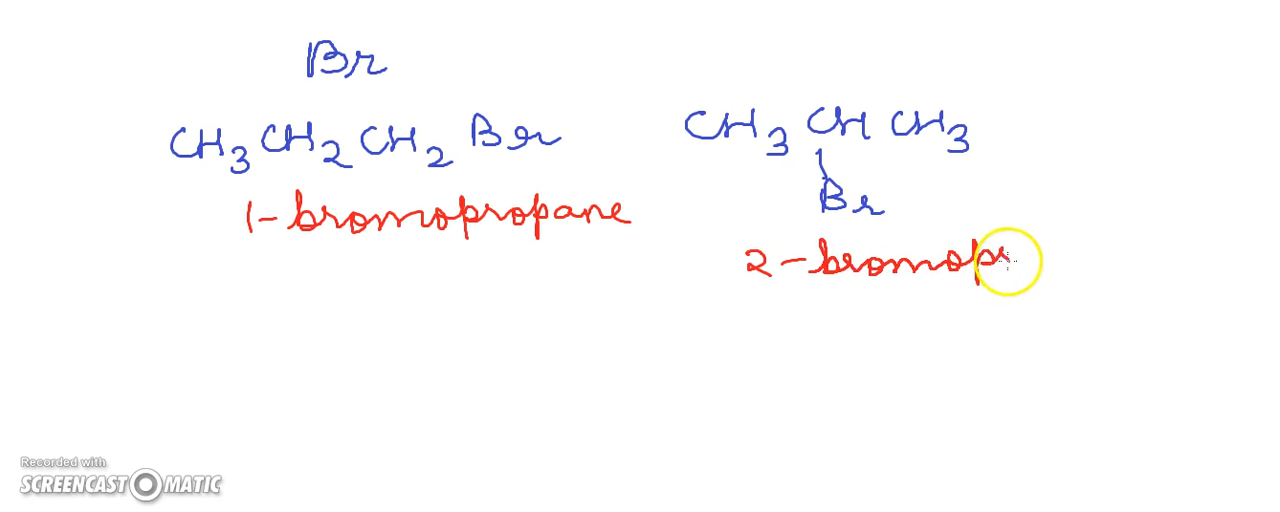 Br
CH3CH2CH2Br
1-bromopropane
CH3CHCH3
Br
2-bromop
Recorded with
SCREENCAST O MATIC